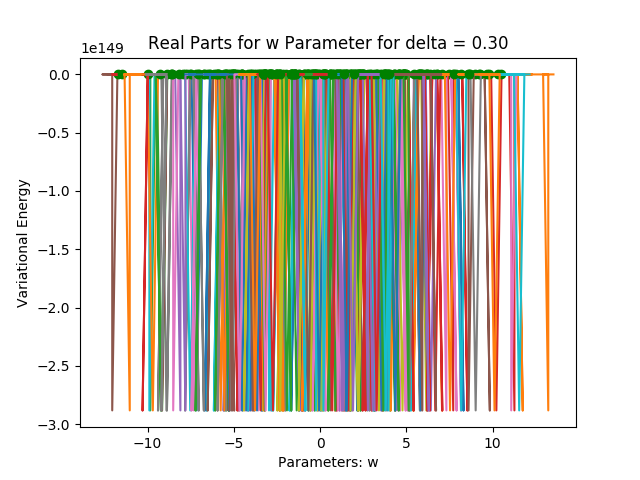 Real Parts for w Parameter for delta = 0.30
1e149
0.0
−0.5
−1.0
−1.5
−2.0
−2.5
−3.0
Variational Energy
−10 −5 0 5 10
Parameters: w